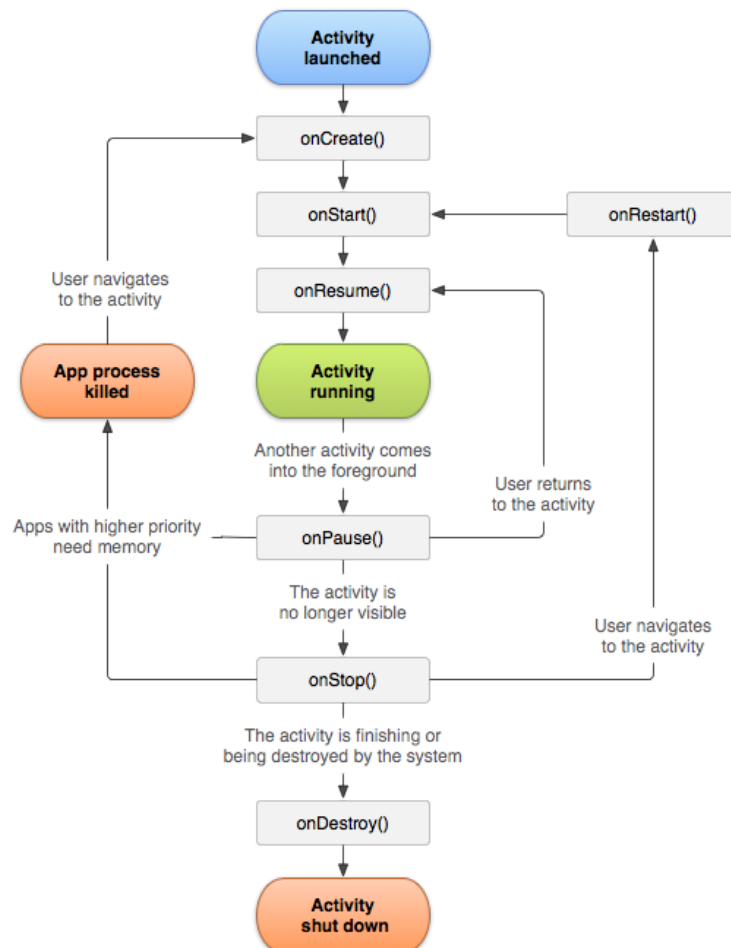 Activity
launched
onCreate()
onStart()
onRestart()
User navigates
to the activity
onResume()
App process
killed
Activity
running
Another activity comes
into the foreground
User returns
to the activity
Apps with higher priority
need memory
onPause()
The activity is
no longer visible
User navigates
to the activity
onStop()
The activity is finishing or
being destroyed by the system
onDestroy()
Activity
shut down